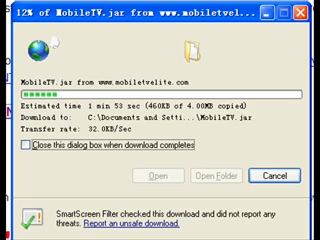 12% of MobileTV.jar from www.mobiletvel...
MobileTV.jar from www.mobiletvelite.com
Estimated time 1 min 53 sec (460KB of 4.00MB copied)
Download to: C:\Documents and Setti...\MobileTV.jar
Transfer rate: 32.0KB/Sec
Close this dialog box when download completes
Open Open Folder Cancel
SmartScreen Filter checked this download and did not report any
threats. Report an unsafe download.